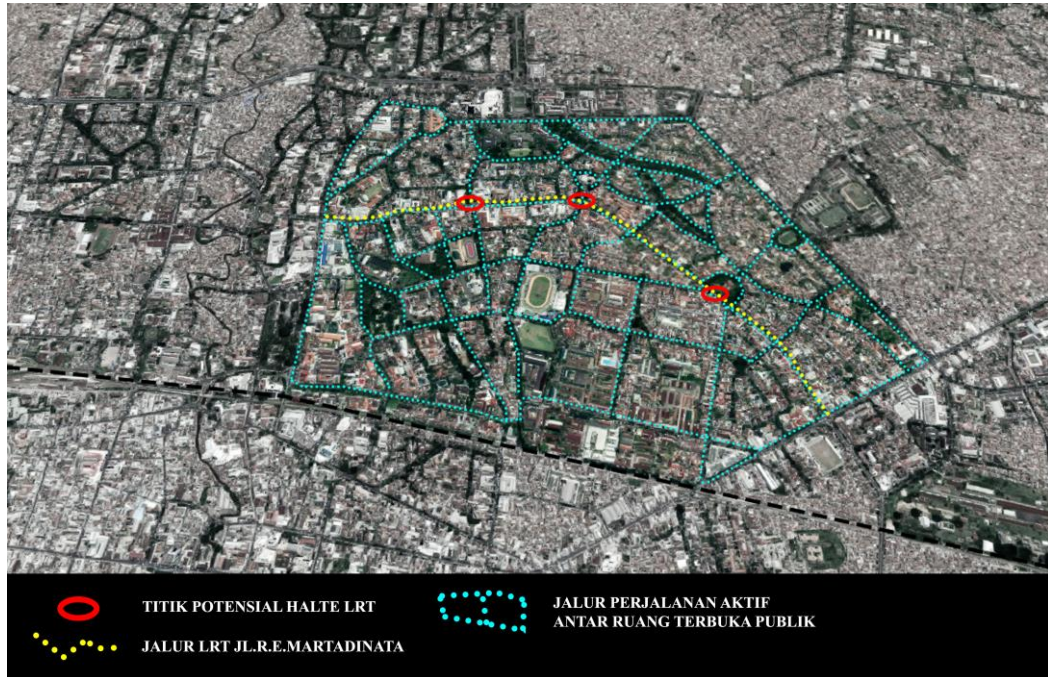 TITIK POTENSIAL HALTE LRT
JALUR LRT JL.R.E.MARTADINATA
JALUR PERJALANAN AKTIF
ANTAR RUANG TERBUKA PUBLIK